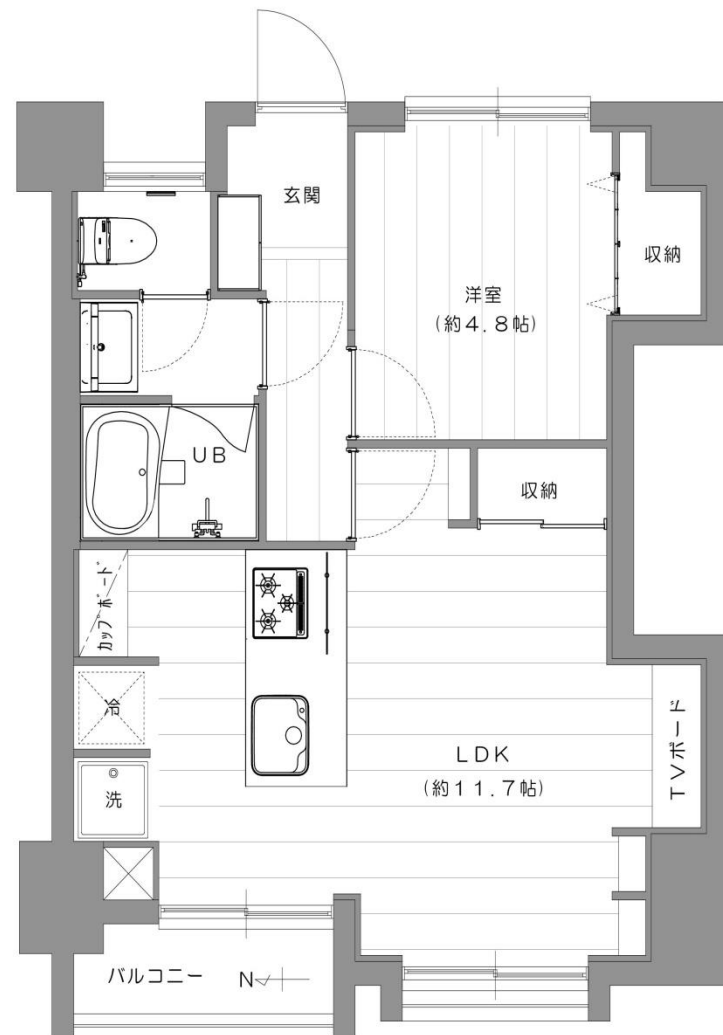 玄関
洋室
(約4.8帖)
収納
UB
収納
カップボード
冷
LDK
(約11.7帖)
TVボード
洗
バルコニー
N